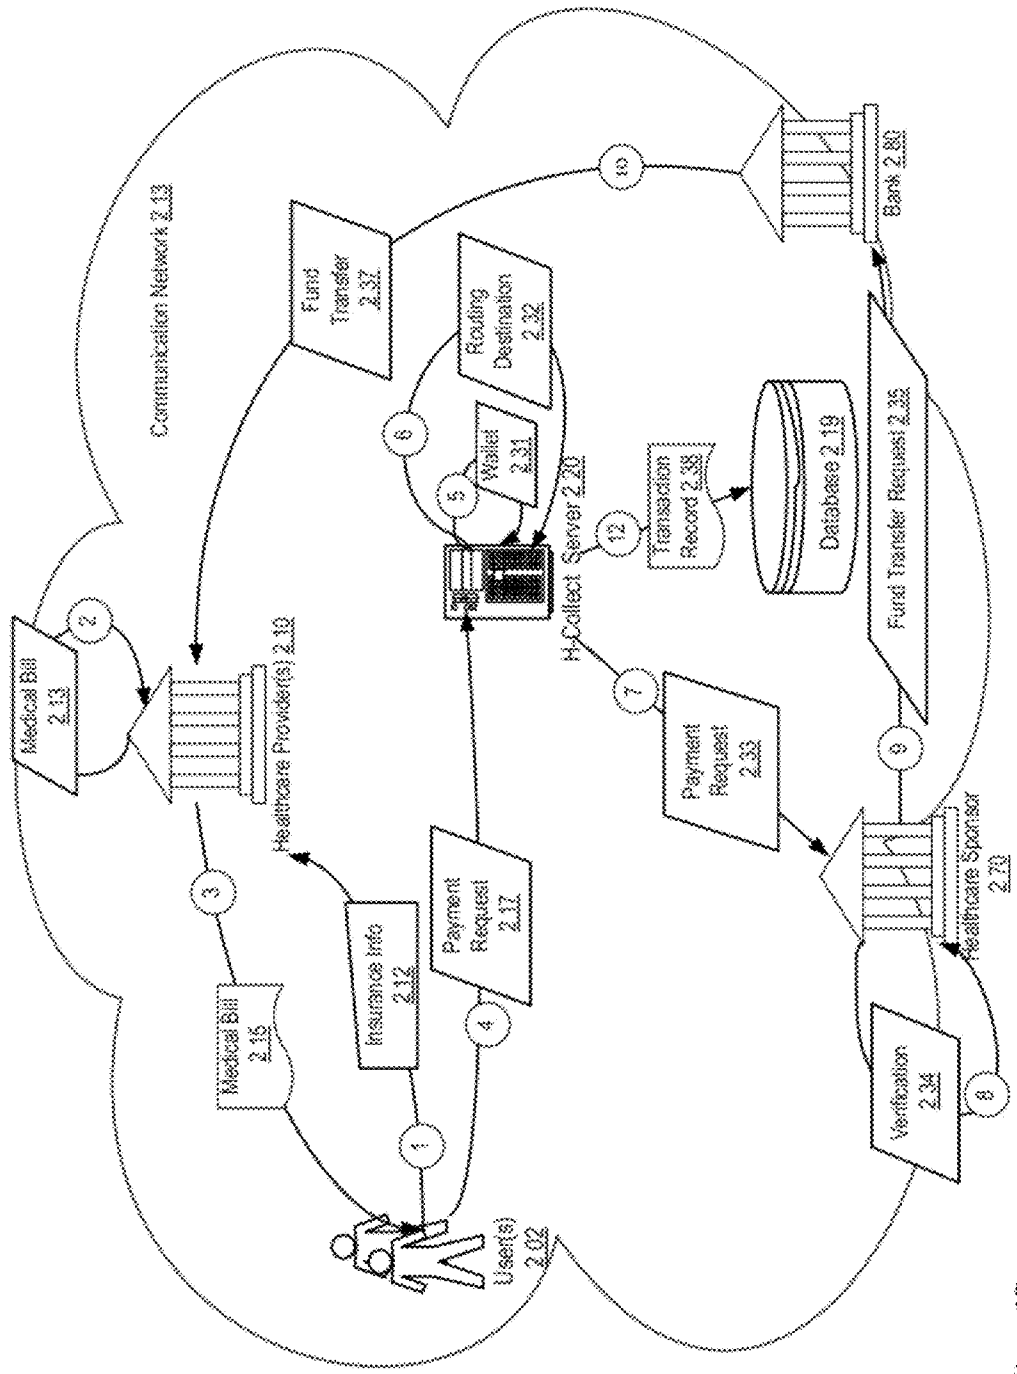 Communication Network 2.13
Medical Bill
2.13
2
Healthcare Provider(s) 2.10
3
Medical Bill
2.15
Insurance Info
2.12
1
User(s)
2.02
4
Payment
Request
2.17
H-Collect Server 2.20
5
Wallet
2.31
6
Routing
Destination
2.32
Fund
Transfer
2.37
10
Bank 2.80
12
Transaction
Record 2.38
Database 2.19
7
Payment
Request
2.33
Healthcare Sponsor
2.70
8
Verification
2.34
9
Fund Transfer Request 2.35